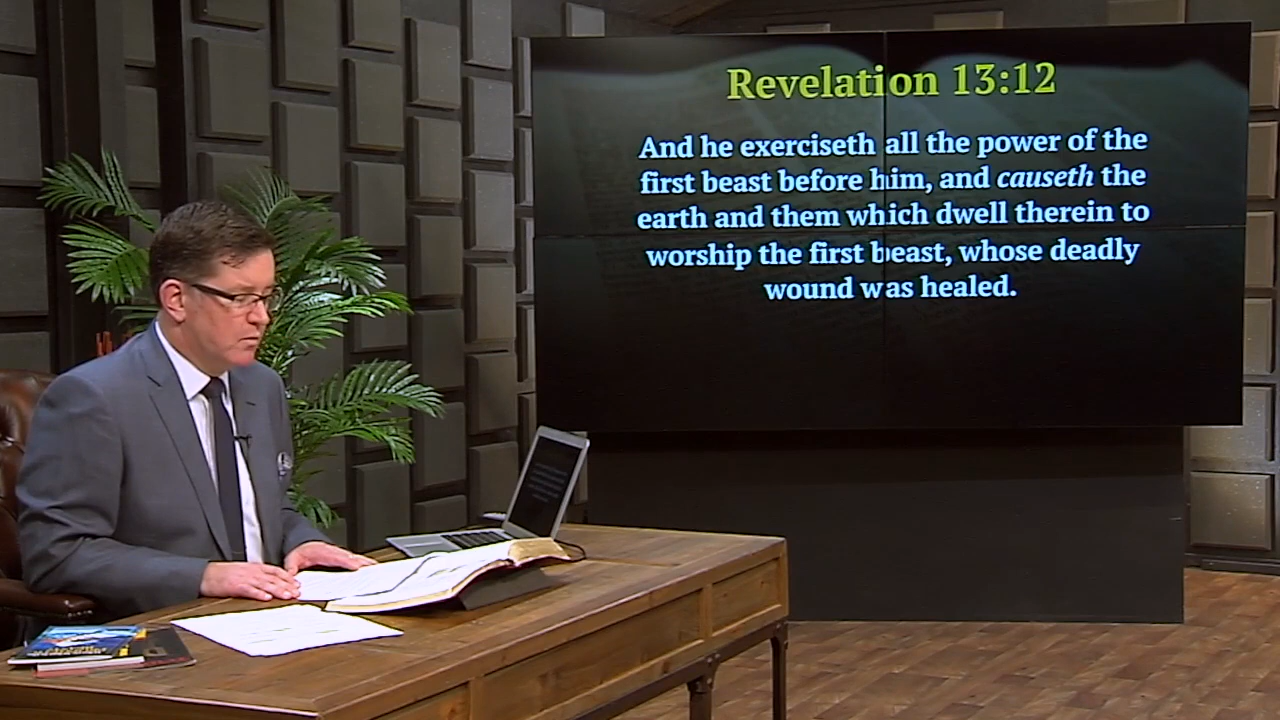 Revelation 13:12
And he exerciseth all the power of the
first beast before him, and causeth the
earth and them which dwell therein to
worship the first beast, whose deadly
wound was healed.